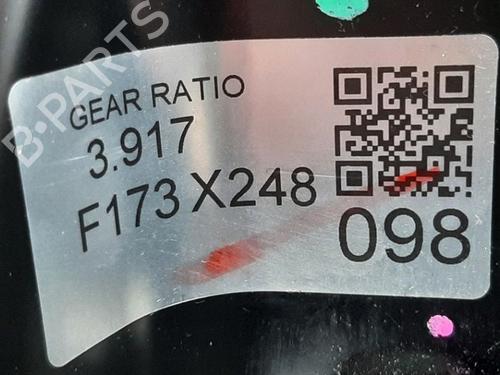 B-PARTS
GEAR RATIO
3.917
F173 X248
098